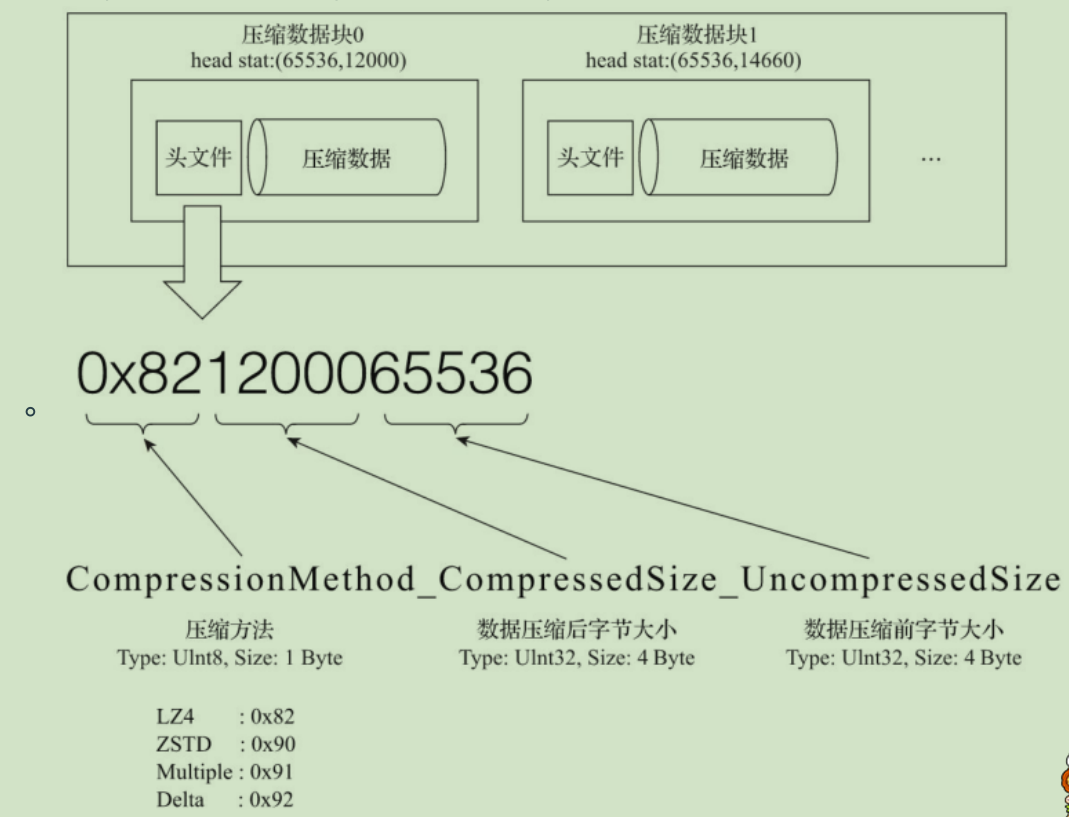 压缩数据块0
head stat:(65536,12000)
压缩数据块1
head stat:(65536,14660)
头文件
压缩数据
头文件
压缩数据
...
0x821200065536
CompressionMethod_CompressedSize_UncompressedSize
压缩方法
Type: UInt8, Size: 1 Byte
数据压缩后字节大小
Type: UInt32, Size: 4 Byte
数据压缩前字节大小
Type: UInt32, Size: 4 Byte
LZ4 : 0x82
ZSTD : 0x90
Multiple : 0x91
Delta : 0x92